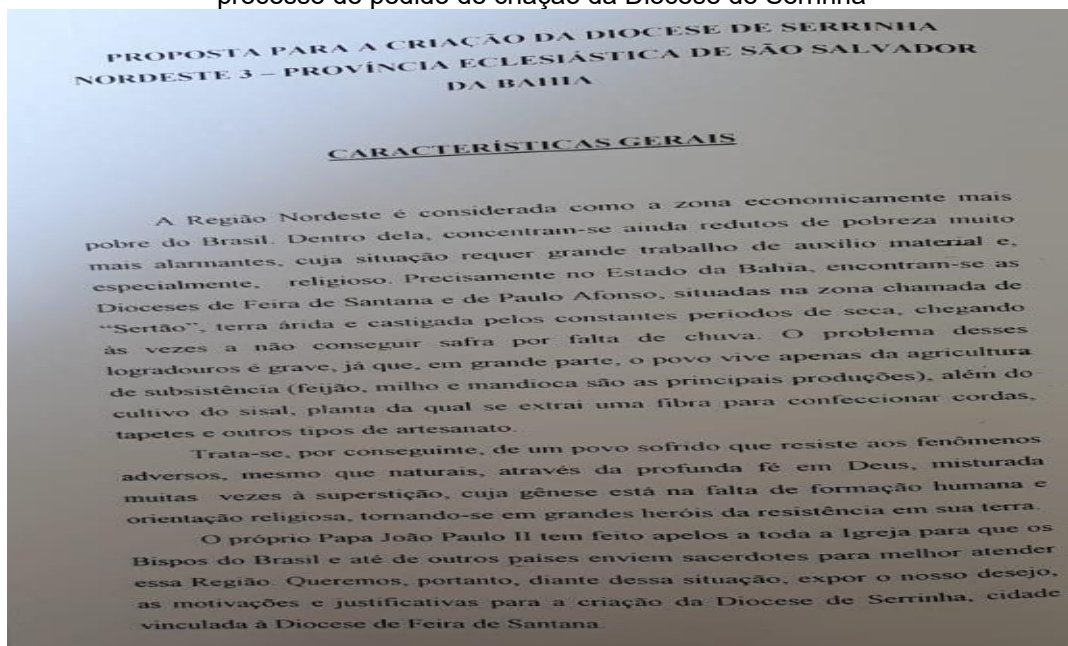 processo do pedido de criação da Diocese de Serrinha
PROPOSTA PARA A CRIAÇÃO DA DIOCESE DE SERRINHA
NORDESTE 3 – PROVÍNCIA ECLESIÁSTICA DE SÃO SALVADOR
DA BAHIA
CARACTERÍSTICAS GERAIS
A Região Nordeste é considerada como a zona economicamente mais
pobre do Brasil. Dentro dela, concentram-se ainda redutos de pobreza muito
mais alarmantes, cuja situação requer grande trabalho de auxílio material e,
especialmente, religioso. Precisamente no Estado da Bahia, encontram-se as
Dioceses de Feira de Santana e de Paulo Afonso, situadas na zona chamada de
“Sertão”, terra árida e castigada pelos constantes períodos de seca, chegando
às vezes a não conseguir safra por falta de chuva. O problema desses
logradouros é grave, já que, em grande parte, o povo vive apenas da agricultura
de subsistência (feijão, milho e mandioca são as principais produções), além do
cultivo do sisal, planta da qual se extrai uma fibra para confeccionar cordas,
tapetes e outros tipos de artesanato.
Trata-se, por conseguinte, de um povo sofrido que resiste aos fenômenos
adversos, mesmo que naturais, através da profunda fé em Deus, misturada
muitas vezes à superstição, cuja gênese está na falta de formação humana e
orientação religiosa, tornando-se em grandes heróis da resistência em sua terra.
O próprio Papa João Paulo II tem feito apelos a toda a Igreja para que os
Bispos do Brasil e até de outros países enviem sacerdotes para melhor atender
essa Região. Queremos, portanto, diante dessa situação, expor o nosso desejo,
as motivações e justificativas para a criação da Diocese de Serrinha, cidade
vinculada à Diocese de Feira de Santana.